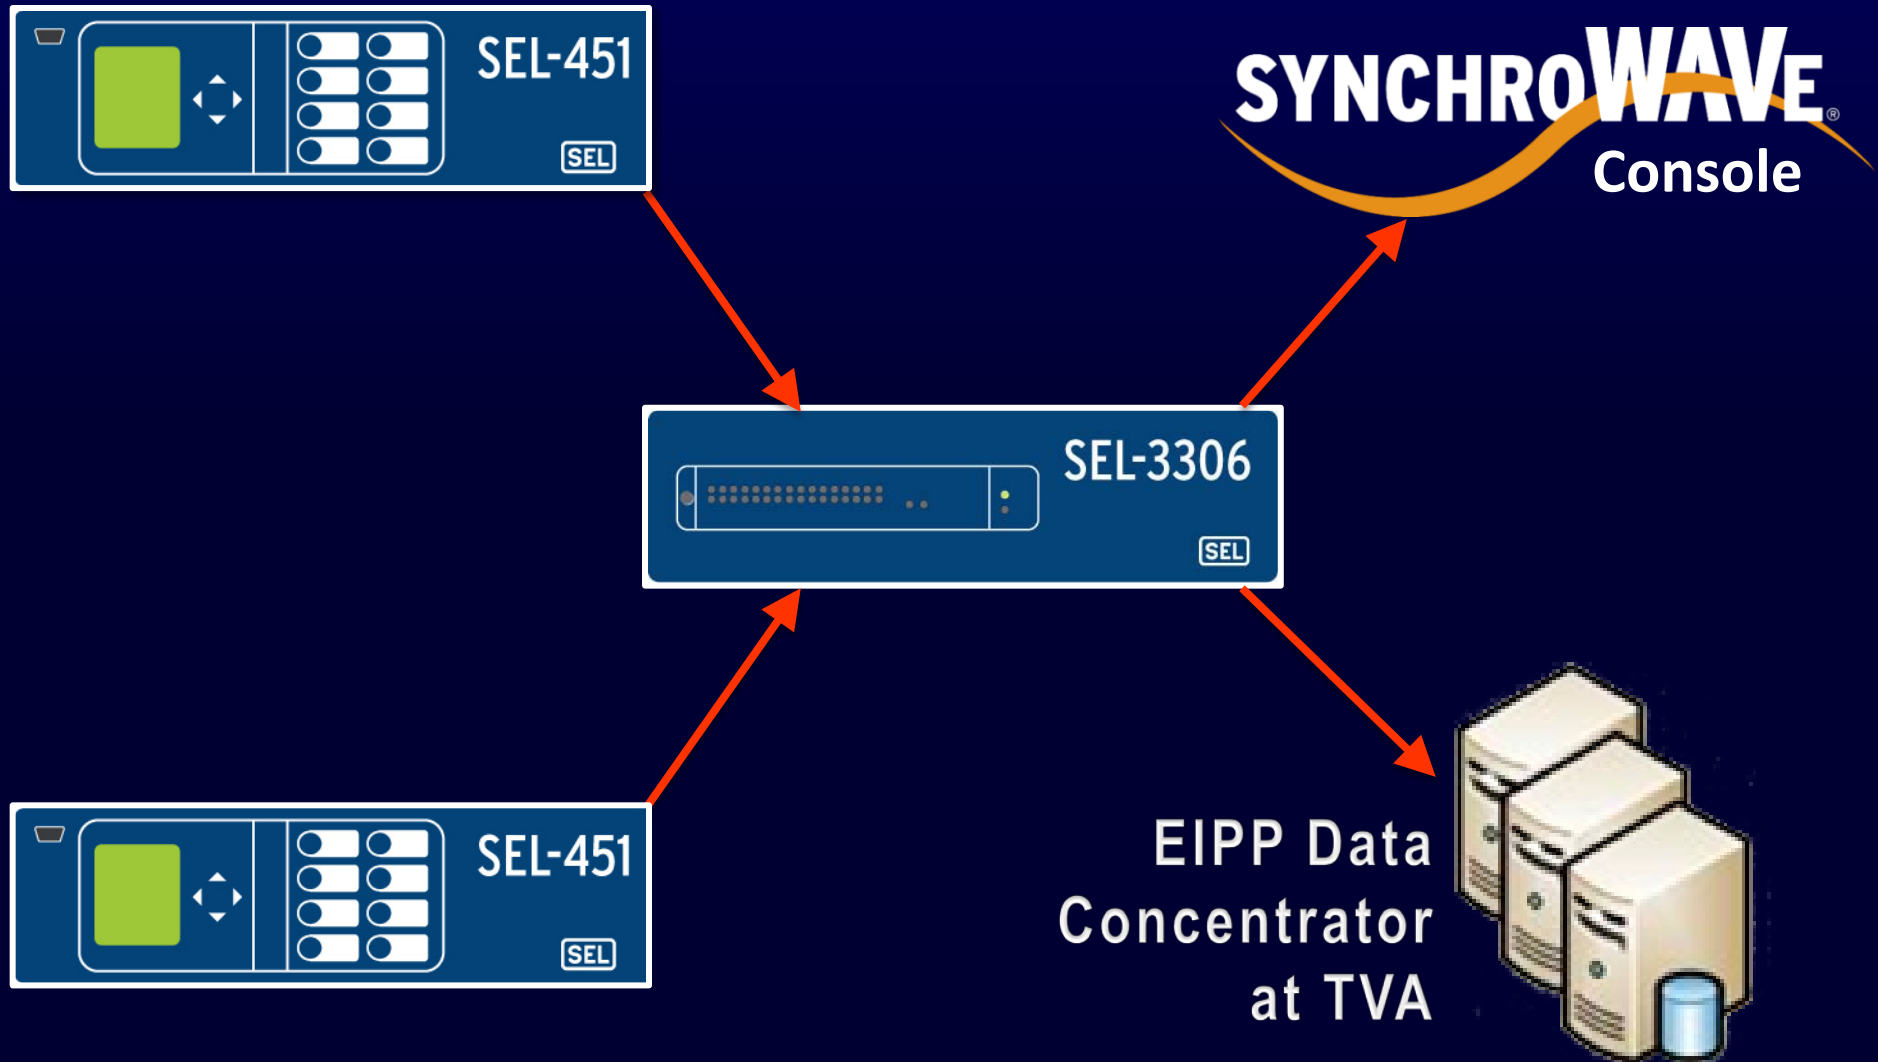 SEL-451
SEL
SYNCHROWAVE®
Console
SEL-3306
SEL
SEL-451
SEL
EIPP Data
Concentrator
at TVA